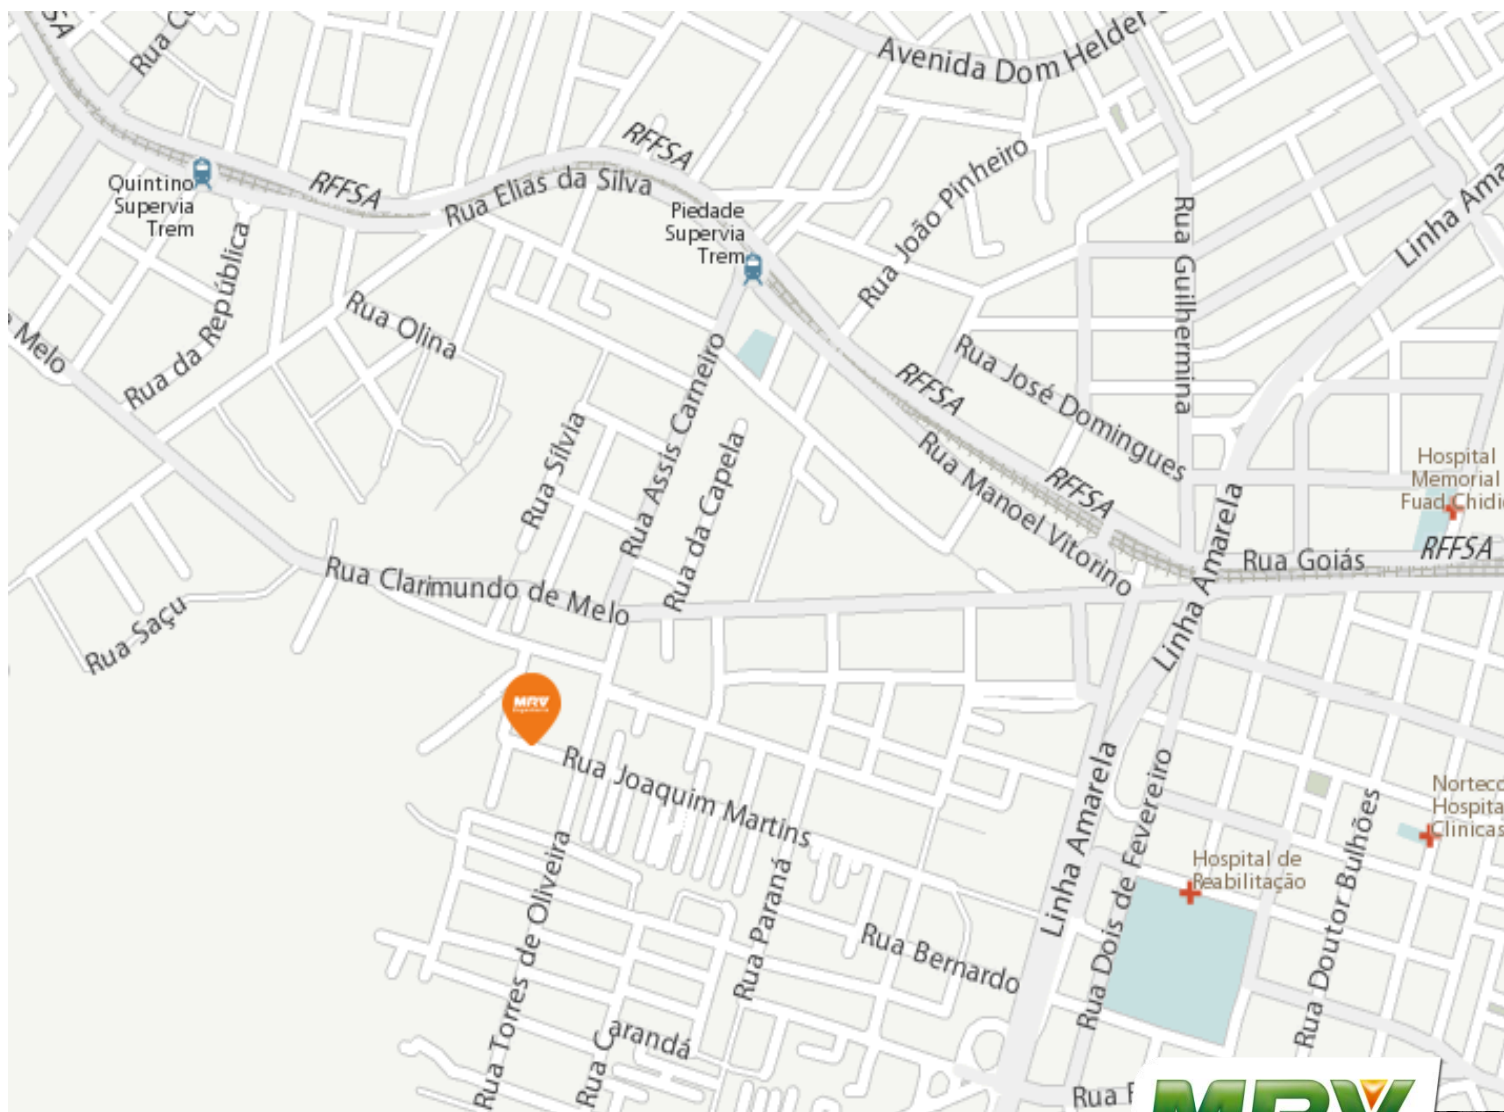 Avenida Dom Helder
RFFSA
RFFSA
Quintino
Supervia
Trem
RFFSA
Rua Elias da Silva
Piedade
Supervia
Trem
Rua João Pinheiro
Rua Guilhermina
Linha Ama
Rua da República
Rua Olina
Melo
Rua José Domingues
RFFSA
Rua Assis Carneiro
Rua Sílvia
Rua da Capela
Rua Manoel Vitorino
RFFSA
Hospital
Memorial
Fuad Chidi
RFFSA
Rua Goiás
Linha Amarela
Rua Clarimundo de Melo
Rua Saçu
MRV
Rua Joaquim Martins
Linha Amarela
Rua Dois de Fevereiro
Norteco
Hospita
Clinicas
Hospital de
Reabilitação
Rua Doutor Bulhões
Rua Torres de Oliveira
Rua Paraná
Rua Bernardo
Rua Carandá
Rua
MRV